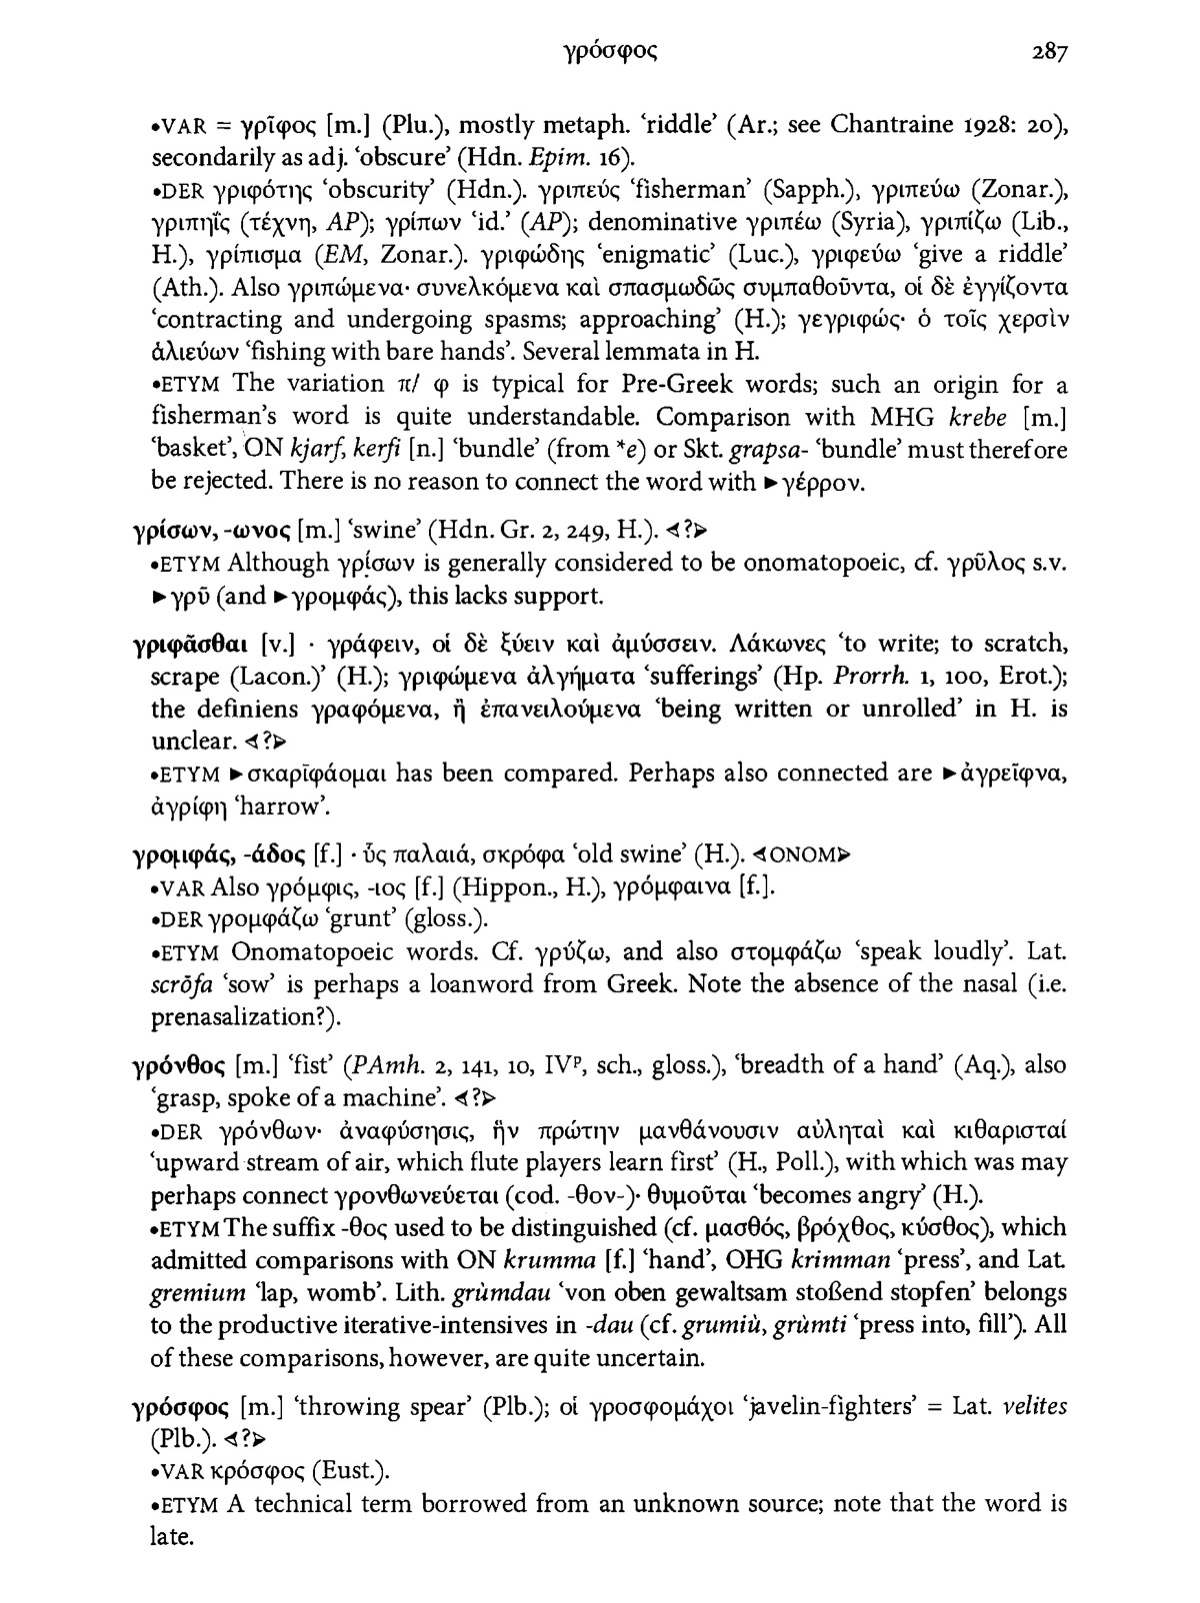 γρόσφος 287
•VAR = γρῖφος [m.] (Plu.), mostly metaph. ‘riddle’ (Ar.; see Chantraine 1928: 20),
secondarily as adj. ‘obscure’ (Hdn. Epim. 16).
•DER γριφότης ‘obscurity’ (Hdn.). γριπεύς ‘fisherman’ (Sapph.), γριπεύω (Zonar.),
γριπηΐς (τέχνη, AP); γρίπων ‘id.’ (AP); denominative γριπέω (Syria), γριπίζω (Lib.,
H.), γρίπισμα (EM, Zonar.). γριφώδης ‘enigmatic’ (Luc.), γριφεύω ‘give a riddle’
(Ath.). Also γριπώμενα· συνελκόμενα καὶ σπασμωδῶς συμπαθοῦντα, οἱ δὲ ἐγγίζοντα
‘contracting and undergoing spasms; approaching’ (H.); γεγριφώς· ὁ τοῖς χερσὶν
ἁλιεύων ‘fishing with bare hands’. Several lemmata in H.
•ETYM The variation π/ φ is typical for Pre-Greek words; such an origin for a
fisherman’s word is quite understandable. Comparison with MHG krebe [m.]
‘basket’, ON kjarf, kerfi [n.] ‘bundle’ (from *e) or Skt. grapsa- ‘bundle’ must therefore
be rejected. There is no reason to connect the word with ►γέρρον.
γρίσων, -ωνος [m.] ‘swine’ (Hdn. Gr. 2, 249, H.). ⊲?⊳
•ETYM Although γρίσων is generally considered to be onomatopoeic, cf. γρῦλος s.v.
►γρῦ (and ►γρομφάς), this lacks support.
γριφᾶσθαι [v.] · γράφειν, οἱ δὲ ξύειν καὶ ἀμύσσειν. Λάκωνες ‘to write; to scratch,
scrape (Lacon.)’ (H.); γριφώμενα ἀλγήματα ‘sufferings’ (Hp. Prorrh. 1, 100, Erot.);
the definiens γραφόμενα, ἢ ἐπανειλούμενα ‘being written or unrolled’ in H. is
unclear. ⊲?⊳
•ETYM ►σκαρῑφάομαι has been compared. Perhaps also connected are ►ἀγρεῖφνα,
ἀγρίφη ‘harrow’.
γρομφάς, -άδος [f.] · ὗς παλαιά, σκρόφα ‘old swine’ (H.). ⊲ONOM⊳
•VAR Also γρόμφις, -ιος [f.] (Hippon., H.), γρόμφαινα [f.].
•DER γρομφάζω ‘grunt’ (gloss.).
•ETYM Onomatopoeic words. Cf. γρύζω, and also στομφάζω ‘speak loudly’. Lat.
scrōfa ‘sow’ is perhaps a loanword from Greek. Note the absence of the nasal (i.e.
prenasalization?).
γρόνθος [m.] ‘fist’ (PAmh. 2, 141, 10, IVᵖ, sch., gloss.), ‘breadth of a hand’ (Aq.), also
‘grasp, spoke of a machine’. ⊲?⊳
•DER γρόνθων· ἀναφύσησις, ἣν πρώτην μανθάνουσιν αὐληταὶ καὶ κιθαρισταί
‘upward stream of air, which flute players learn first’ (H., Poll.), with which was may
perhaps connect γρονθωνεύεται (cod. -θον-)· θυμοῦται ‘becomes angry’ (H.).
•ETYM The suffix -θος used to be distinguished (cf. μασθός, βρόχθος, κύσθος), which
admitted comparisons with ON krumma [f.] ‘hand’, OHG krimman ‘press’, and Lat.
gremium ‘lap, womb’. Lith. grùmdau ‘von oben gewaltsam stoßend stopfen’ belongs
to the productive iterative-intensives in -dau (cf. grumiù, grùmti ‘press into, fill’). All
of these comparisons, however, are quite uncertain.
γρόσφος [m.] ‘throwing spear’ (Plb.); οἱ γροσφομάχοι ‘javelin-fighters’ = Lat. velites
(Plb.). ⊲?⊳
•VAR κρόσφος (Eust.).
•ETYM A technical term borrowed from an unknown source; note that the word is
late.